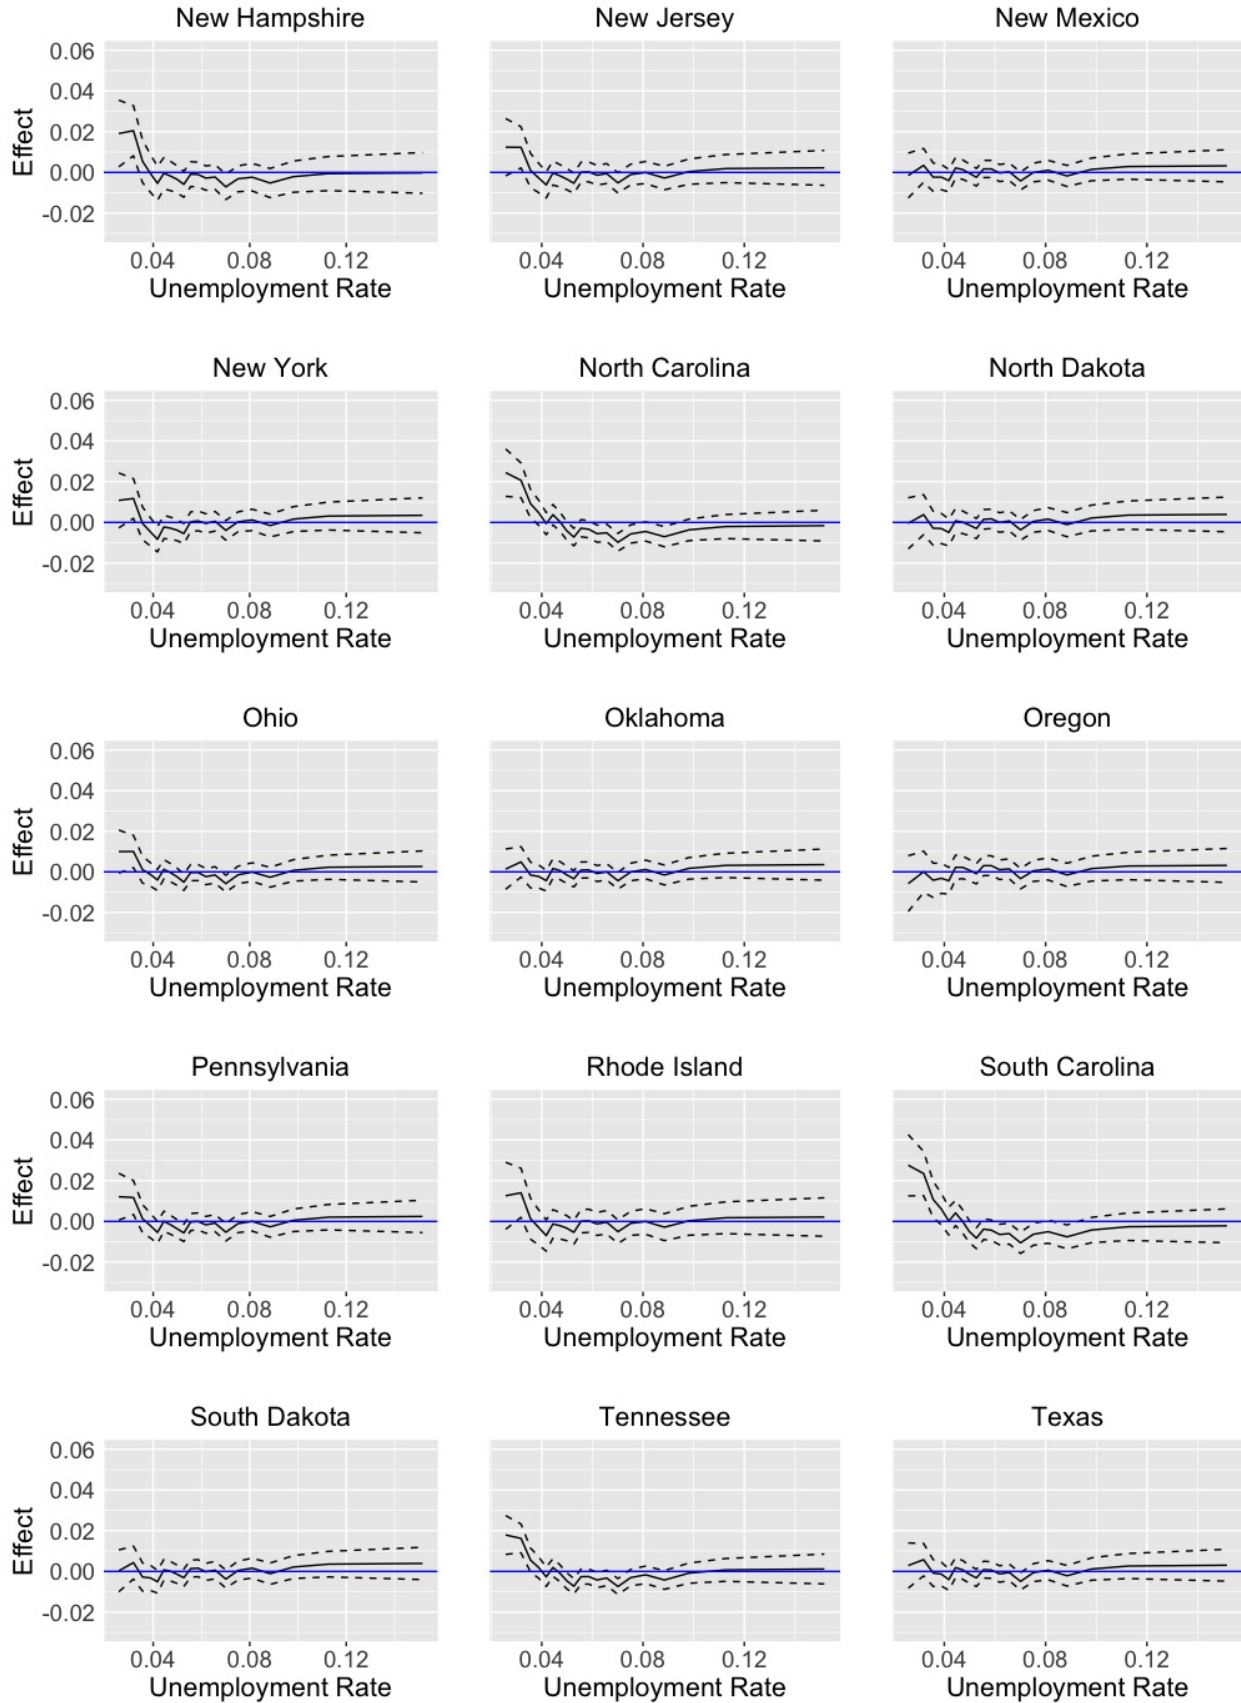 New Hampshire New Jersey New Mexico
0.06
0.04
0.02
0.00
-0.02
Effect
0.04 0.08 0.12 0.04 0.08 0.12 0.04 0.08 0.12
Unemployment Rate Unemployment Rate Unemployment Rate
New York North Carolina North Dakota
0.06
0.04
0.02
0.00
-0.02
Effect
0.04 0.08 0.12 0.04 0.08 0.12 0.04 0.08 0.12
Unemployment Rate Unemployment Rate Unemployment Rate
Ohio Oklahoma Oregon
0.06
0.04
0.02
0.00
-0.02
Effect
0.04 0.08 0.12 0.04 0.08 0.12 0.04 0.08 0.12
Unemployment Rate Unemployment Rate Unemployment Rate
Pennsylvania Rhode Island South Carolina
0.06
0.04
0.02
0.00
-0.02
Effect
0.04 0.08 0.12 0.04 0.08 0.12 0.04 0.08 0.12
Unemployment Rate Unemployment Rate Unemployment Rate
South Dakota Tennessee Texas
0.06
0.04
0.02
0.00
-0.02
Effect
0.04 0.08 0.12 0.04 0.08 0.12 0.04 0.08 0.12
Unemployment Rate Unemployment Rate Unemployment Rate